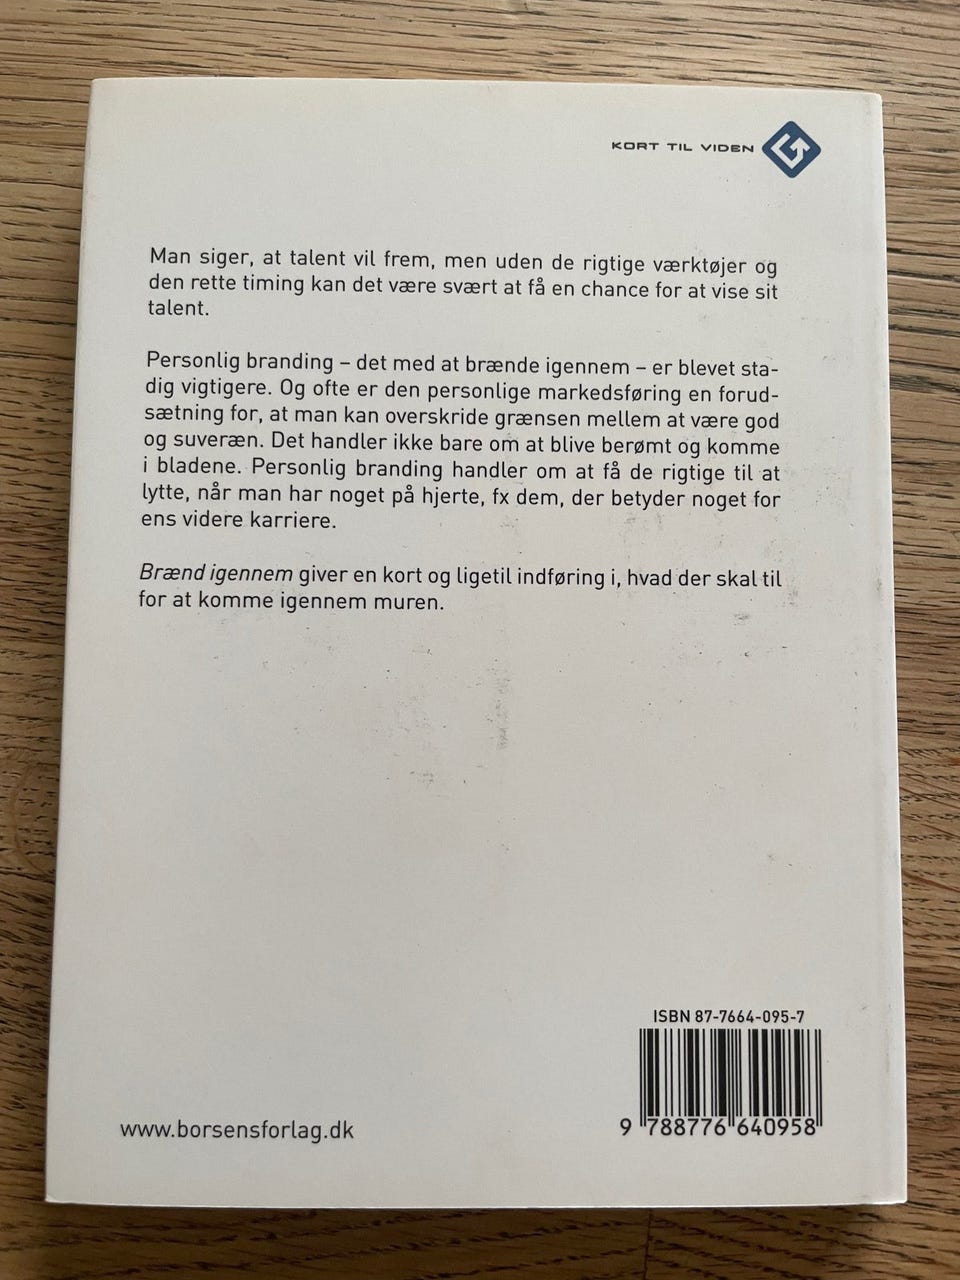 KORT TIL VIDEN
Man siger, at talent vil frem, men uden de rigtige værktøjer og
den rette timing kan det være svært at få en chance for at vise sit
talent.
Personlig branding – det med at brænde igennem – er blevet sta-
dig vigtigere. Og ofte er den personlige markedsføring en forud-
sætning for, at man kan overskride grænsen mellem at være god
og suveræn. Det handler ikke bare om at blive berømt og komme
i bladene. Personlig branding handler om at få de rigtige til at
lytte, når man har noget på hjerte, fx dem, der betyder noget for
ens videre karriere.
Brænd igennem giver en kort og ligetil indføring i, hvad der skal til
for at komme igennem muren.
ISBN 87-7664-095-7
9 788776 640958
www.borsensforlag.dk